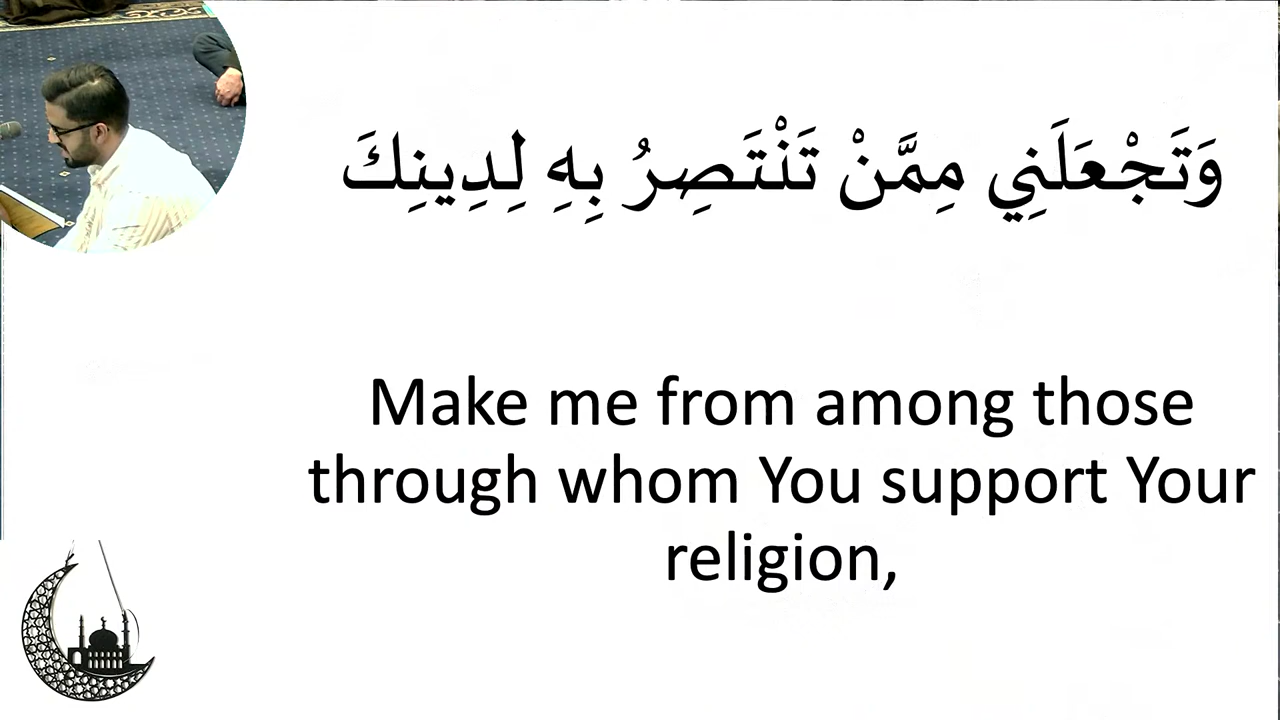 وَتَجْعَلَنِي مِمَّنْ تَنْتَصِرُ بِهِ لِدِينِكَ
Make me from among those
through whom You support Your
religion,